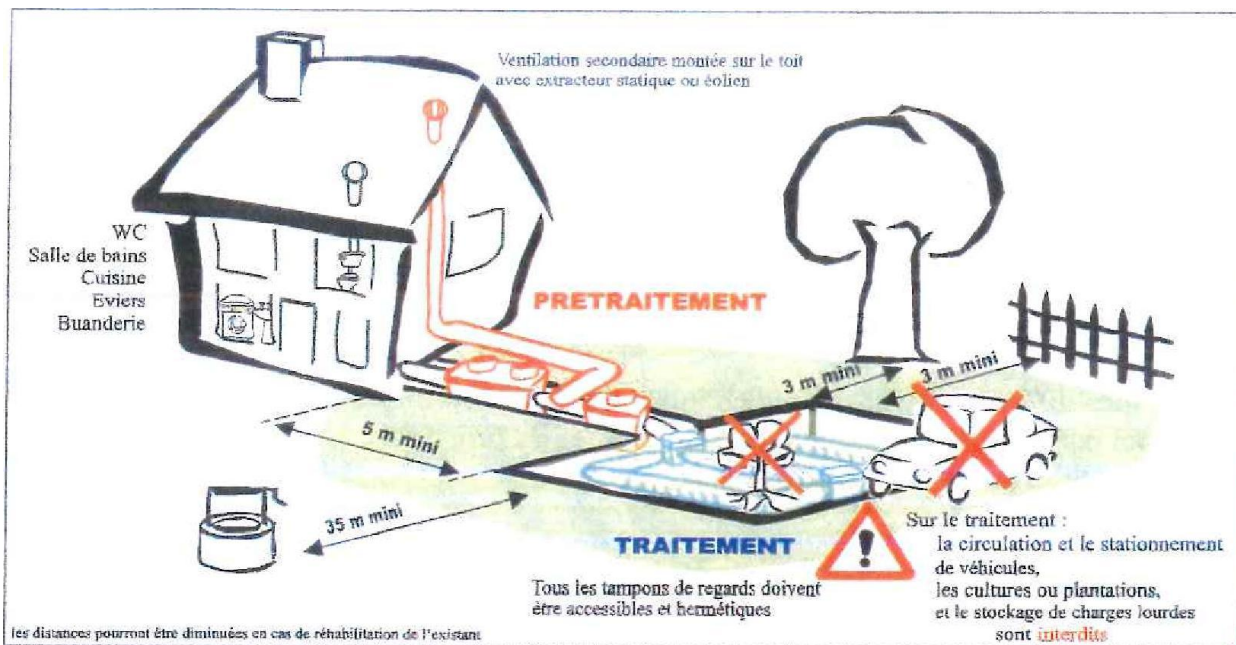 Ventilation secondaire montée sur le toit
avec extracteur statique ou éolien
WC
Salle de bains
Cuisine
Eviers
Buanderie
PRETRAITEMENT
3 m mini
3 m mini
5 m mini
35 m mini
TRAITEMENT
Tous les tampons de regards doivent
être accessibles et hermétiques
Sur le traitement :
la circulation et le stationnement
de véhicules,
les cultures ou plantations,
et le stockage de charges lourdes
sont interdits
les distances pourront être diminuées en cas de réhabilitation de l'existant